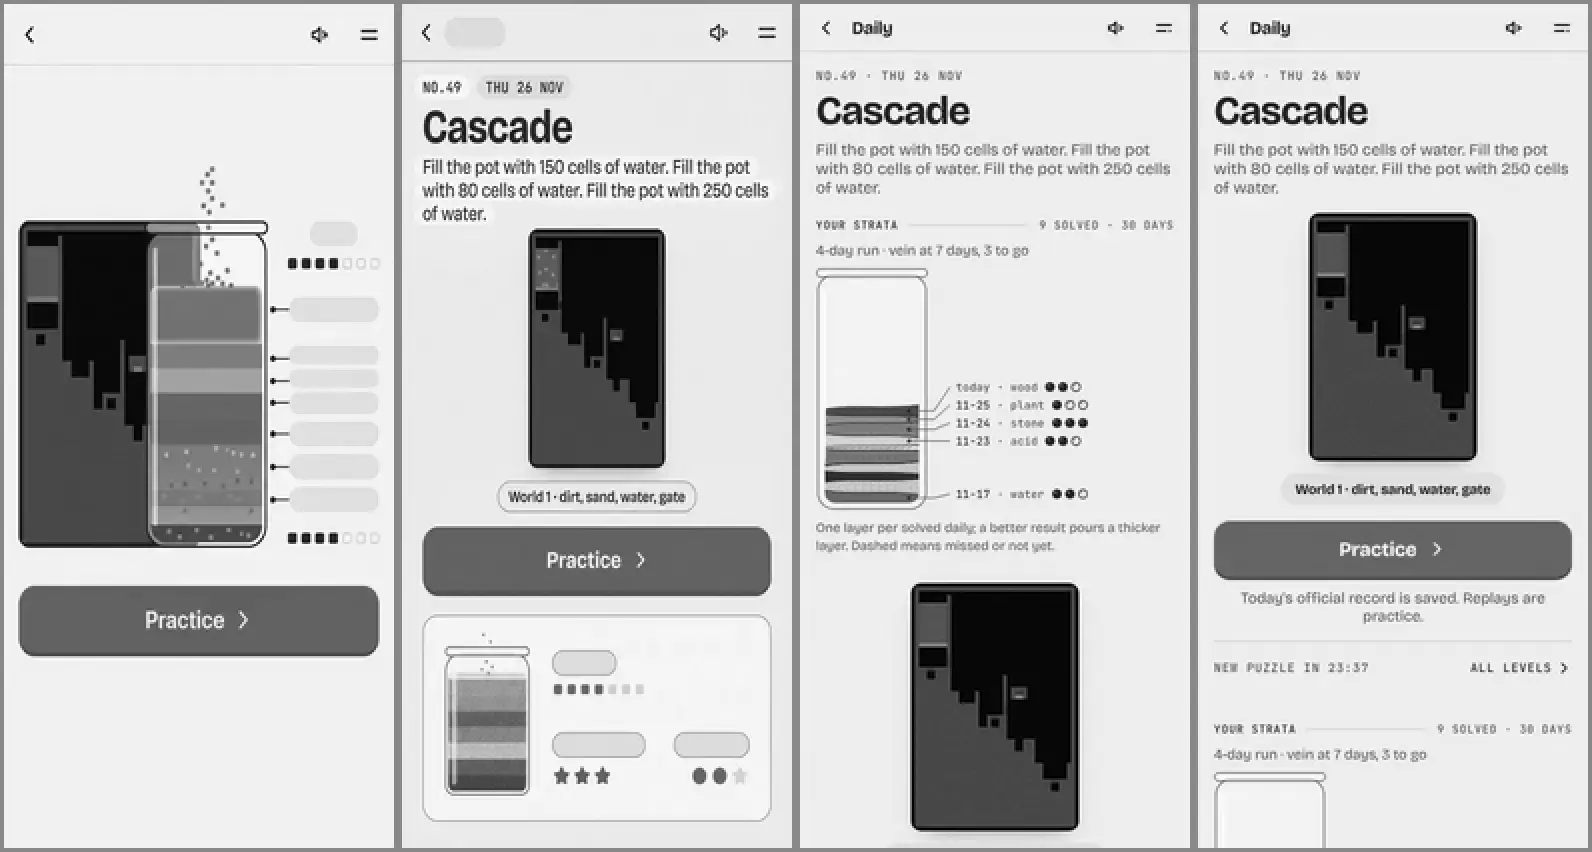 Practice
NO.49 THU 26 NOV
Cascade
Fill the pot with 150 cells of water. Fill the pot
with 80 cells of water. Fill the pot with 250 cells
of water.
World 1 · dirt, sand, water, gate
Practice
Daily
NO.49 · THU 26 NOV
Cascade
Fill the pot with 150 cells of water. Fill the pot
with 80 cells of water. Fill the pot with 250 cells
of water.
YOUR STRATA 9 SOLVED · 30 DAYS
4-day run · vein at 7 days, 3 to go
today · wood
11-25 · plant
11-24 · stone
11-23 · acid
11-17 · water
One layer per solved daily; a better result pours a thicker
layer. Dashed means missed or not yet.
Daily
NO.49 · THU 26 NOV
Cascade
Fill the pot with 150 cells of water. Fill the pot
with 80 cells of water. Fill the pot with 250 cells
of water.
World 1 · dirt, sand, water, gate
Practice
Today's official record is saved. Replays are
practice.
NEW PUZZLE IN 23:37 ALL LEVELS
YOUR STRATA 9 SOLVED · 30 DAYS
4-day run · vein at 7 days, 3 to go